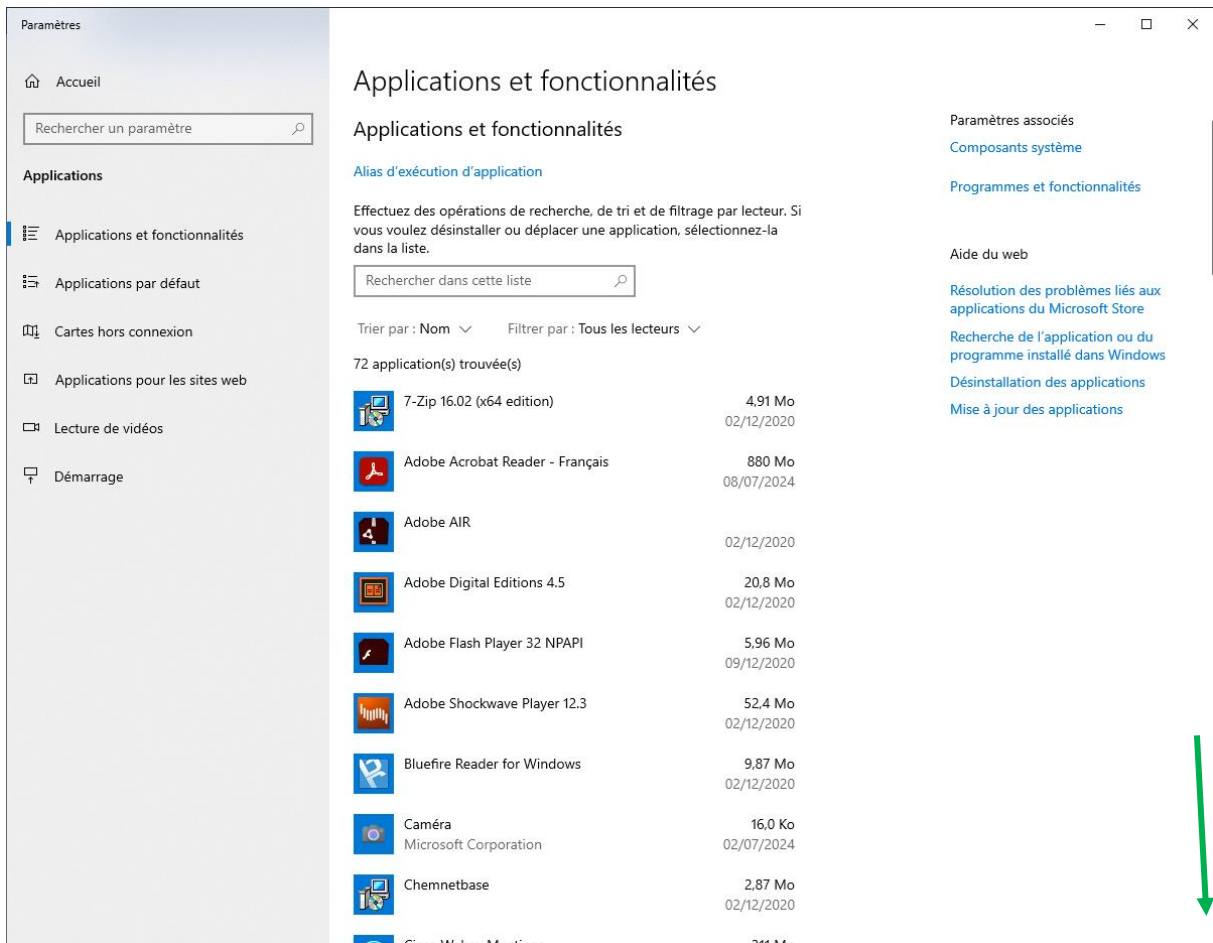 Paramètres
Accueil
Rechercher un paramètre
Applications
Applications et fonctionnalités
Applications par défaut
Cartes hors connexion
Applications pour les sites web
Lecture de vidéos
Démarrage
Applications et fonctionnalités
Applications et fonctionnalités
Alias d'exécution d'application
Effectuez des opérations de recherche, de tri et de filtrage par lecteur. Si
vous voulez désinstaller ou déplacer une application, sélectionnez-la
dans la liste.
Rechercher dans cette liste
Trier par : Nom Filtrer par : Tous les lecteurs
72 application(s) trouvée(s)
7-Zip 16.02 (x64 edition) 4,91 Mo
02/12/2020
Adobe Acrobat Reader - Français 880 Mo
08/07/2024
Adobe AIR
02/12/2020
Adobe Digital Editions 4.5 20,8 Mo
02/12/2020
Adobe Flash Player 32 NPAPI 5,96 Mo
09/12/2020
Adobe Shockwave Player 12.3 52,4 Mo
02/12/2020
Bluefire Reader for Windows 9,87 Mo
02/12/2020
Caméra 16,0 Ko
Microsoft Corporation 02/07/2024
Chemnetbase 2,87 Mo
02/12/2020
Paramètres associés
Composants système
Programmes et fonctionnalités
Aide du web
Résolution des problèmes liés aux
applications du Microsoft Store
Recherche de l'application ou du
programme installé dans Windows
Désinstallation des applications
Mise à jour des applications